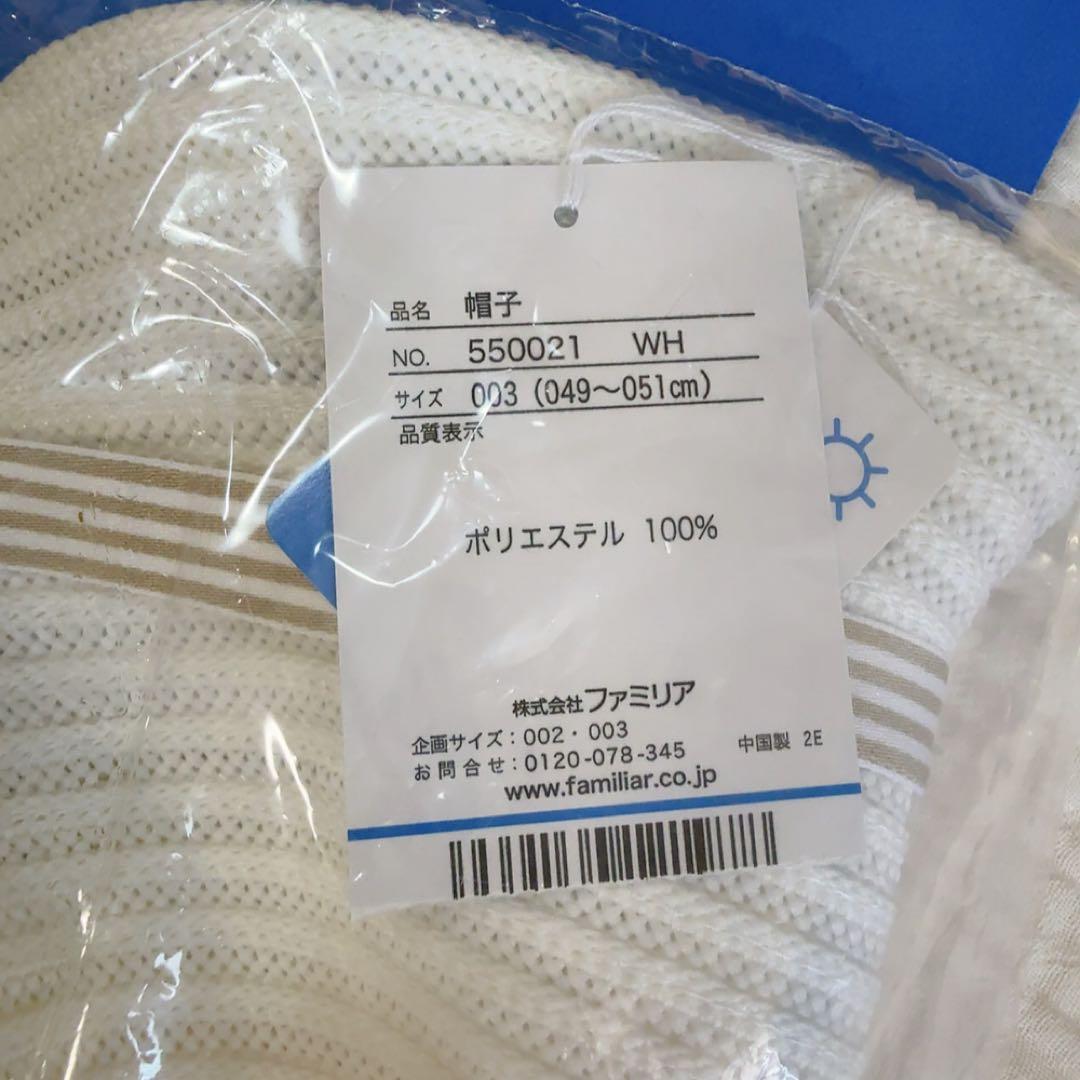 品名 帽子
NO. 550021 WH
サイズ 003 (049～051cm)
品質表示
ポリエステル 100%
株式会社ファミリア
企画サイズ：002・003
お問合せ：0120-078-345
中国製 2E
www.familiar.co.jp